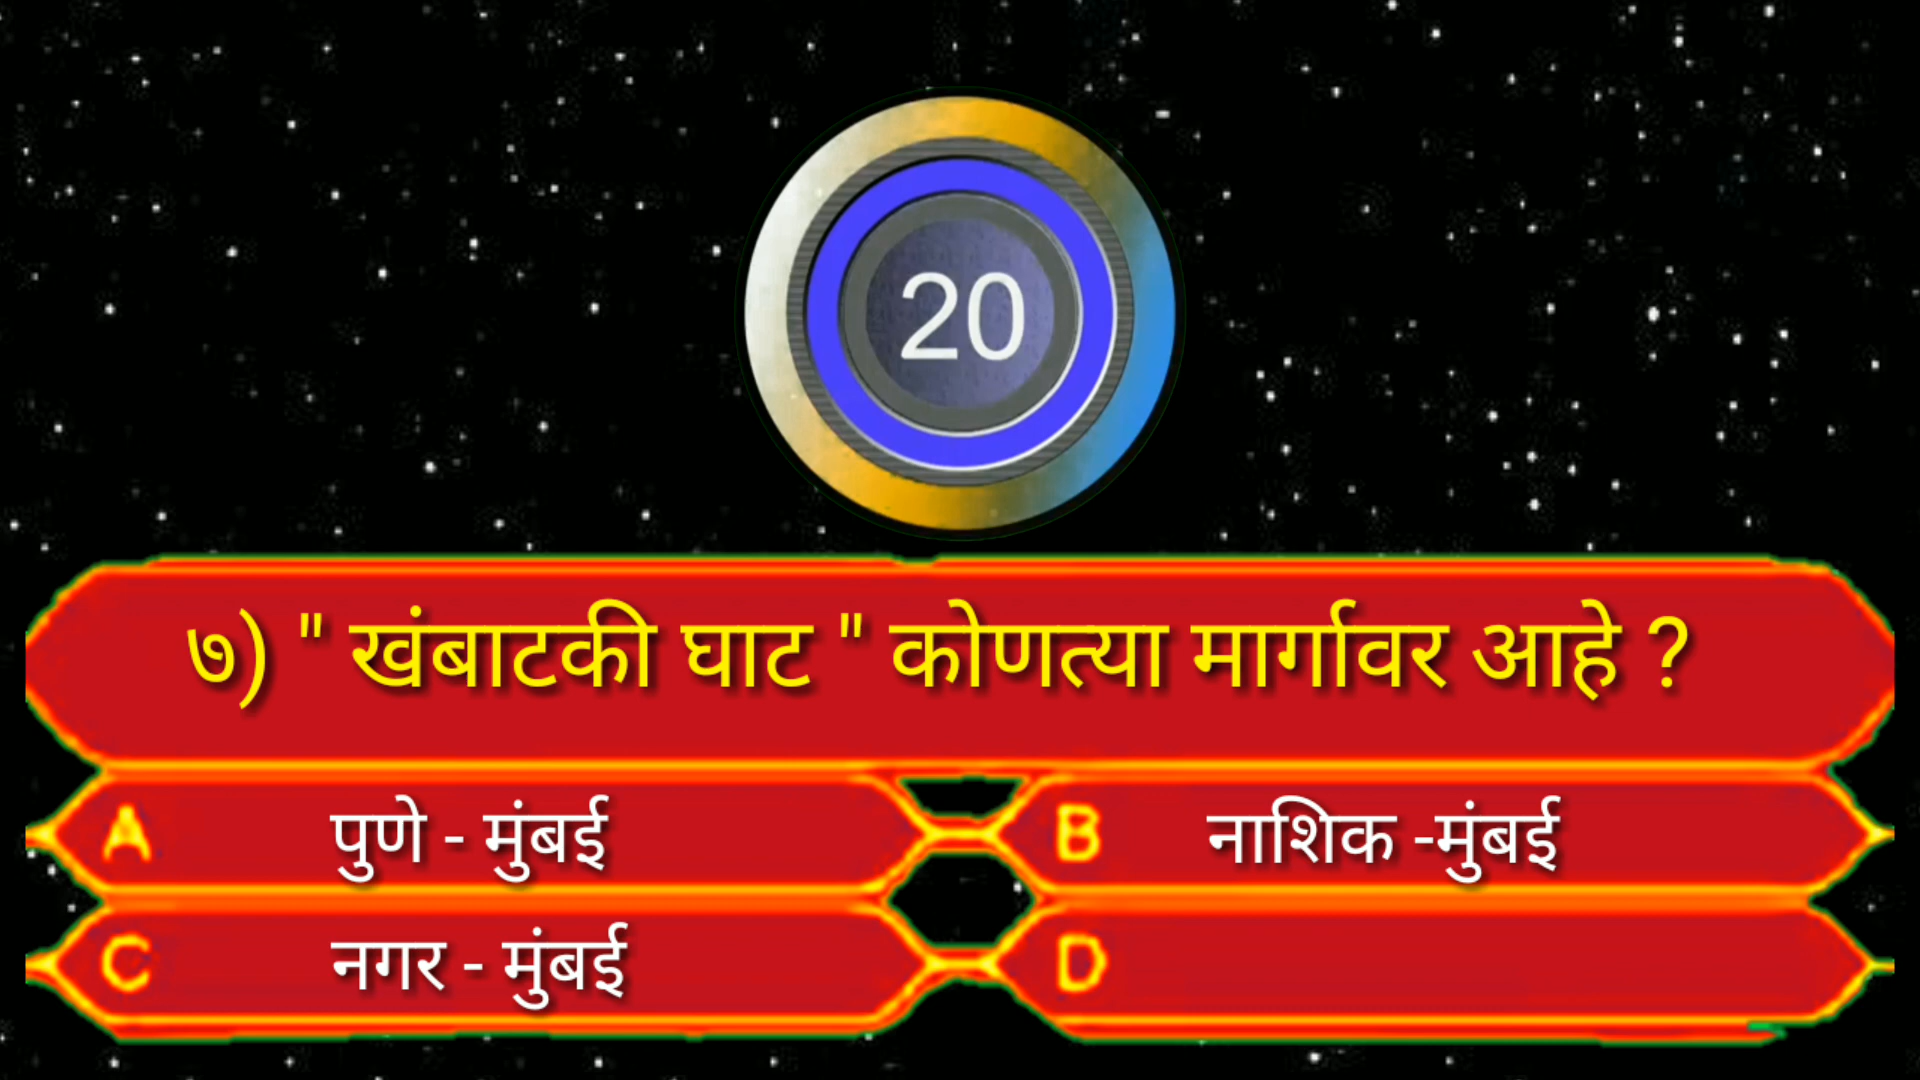 20
७) " खंबाटकी घाट " कोणत्या मार्गावर आहे ?
A पुणे - मुंबई
B नाशिक -मुंबई
C नगर - मुंबई
D